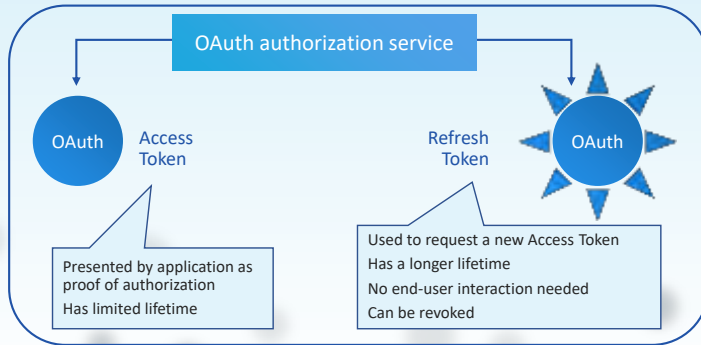 OAuth authorization service
OAuth
Access
Token
Refresh
Token
OAuth
Presented by application as
proof of authorization
Has limited lifetime
Used to request a new Access Token
Has a longer lifetime
No end-user interaction needed
Can be revoked